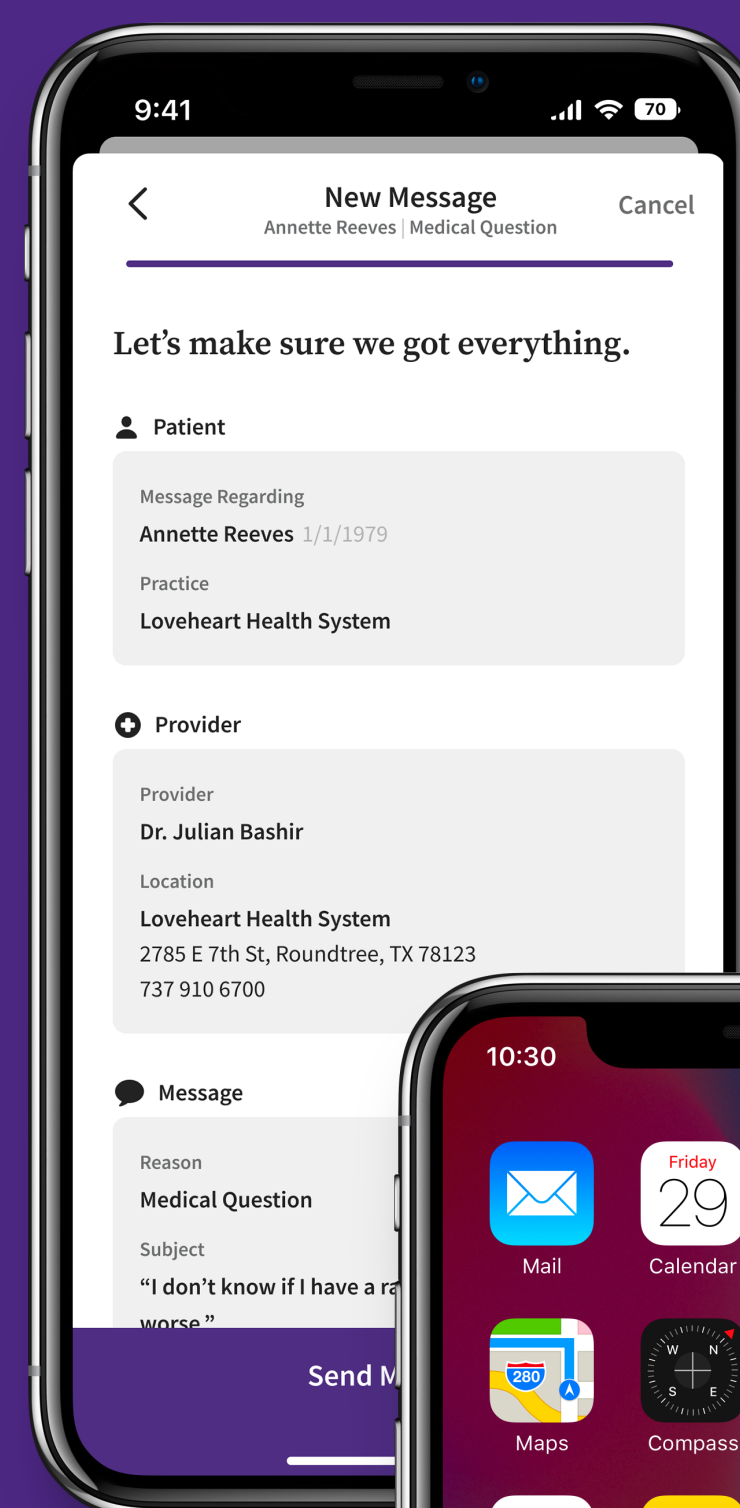 9:41
70
New Message
Cancel
Annette Reeves | Medical Question
Let’s make sure we got everything.
Patient
Message Regarding
Annette Reeves 1/1/1979
Practice
Loveheart Health System
Provider
Provider
Dr. Julian Bashir
Location
Loveheart Health System
2785 E 7th St, Roundtree, TX 78123
737 910 6700
Message
Reason
Medical Question
Subject
“I don’t know if I have a
worse.”
Send
10:30
Friday
29
Mail
Calendar
280
W N
S E
Maps
Compass